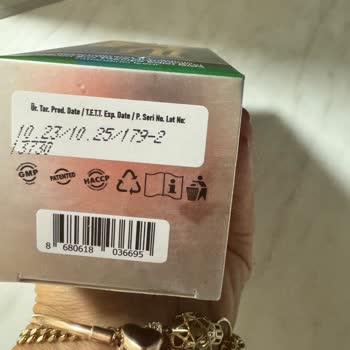 Ür. Tar. Prod. Date / T.E.T.T. Exp. Date / P. Seri No. Lot No:
10.23/10.25/179-2
13730
GMP PATENTED HACCP
8 680618 036695